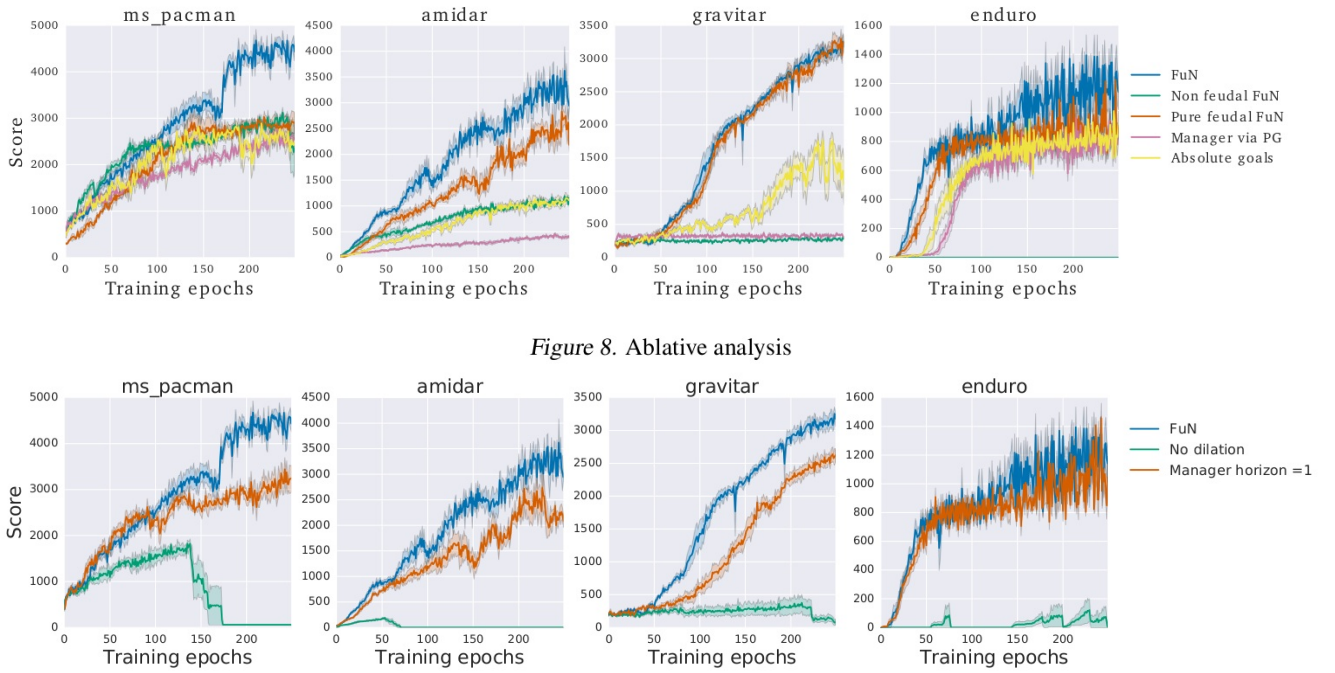 ms_pacman amidar gravitar enduro
5000 4500 3500 1600
4000 3500 3000 1400
3000 2500 2000 1200
2000 1500 1000 800
1000 500 0 600
4000 3000 2500 1000
2000 1000 1500 400
0 500 200
0 0
Score
FuN
Non feudal FuN
Pure feudal FuN
Manager via PG
Absolute goals
0 50 100 150 200 0 50 100 150 200 0 50 100 150 200 0 50 100 150 200
Training epochs Training epochs Training epochs Training epochs
Figure 8. Ablative analysis
ms_pacman amidar gravitar enduro
5000 4500 3500 1600
4000 4000 3000 1400
3000 3500 2500 1200
2000 3000 2000 1000
1000 2500 1500 800
0 2000 1000 600
1500 500 400
1000 0 200
500 0
0
Score
FuN
No dilation
Manager horizon =1
0 50 100 150 200 0 50 100 150 200 0 50 100 150 200 0 50 100 150 200
Training epochs Training epochs Training epochs Training epochs